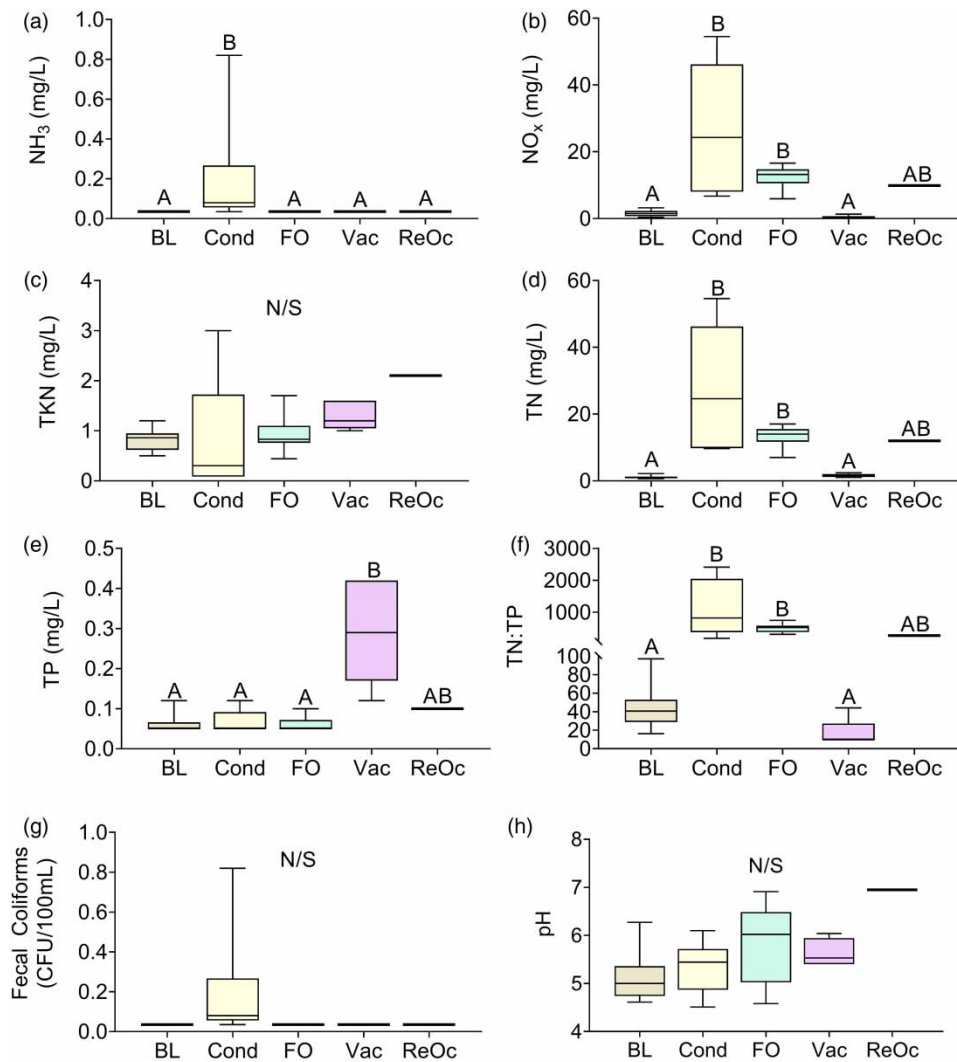 (a)
NH3 (mg/L)
1.0
0.8
0.6
0.4
0.2
0.0
A
B
A
A
A
BL Cond FO Vac ReOc
(b)
NOx (mg/L)
60
40
20
0
A
B
B
A
AB
BL Cond FO Vac ReOc
(c)
TKN (mg/L)
4
3
2
1
0
N/S
BL Cond FO Vac ReOc
(d)
TN (mg/L)
60
40
20
0
A
B
B
A
AB
BL Cond FO Vac ReOc
(e)
TP (mg/L)
0.5
0.4
0.3
0.2
0.1
0.0
A
A
A
B
AB
BL Cond FO Vac ReOc
(f)
TN:TP
3000
2000
1000
100
80
60
40
20
0
A
B
B
A
AB
BL Cond FO Vac ReOc
(g)
Fecal Coliforms
(CFU/100mL)
1.0
0.8
0.6
0.4
0.2
0.0
N/S
BL Cond FO Vac ReOc
(h)
pH
8
7
6
5
4
N/S
BL Cond FO Vac ReOc